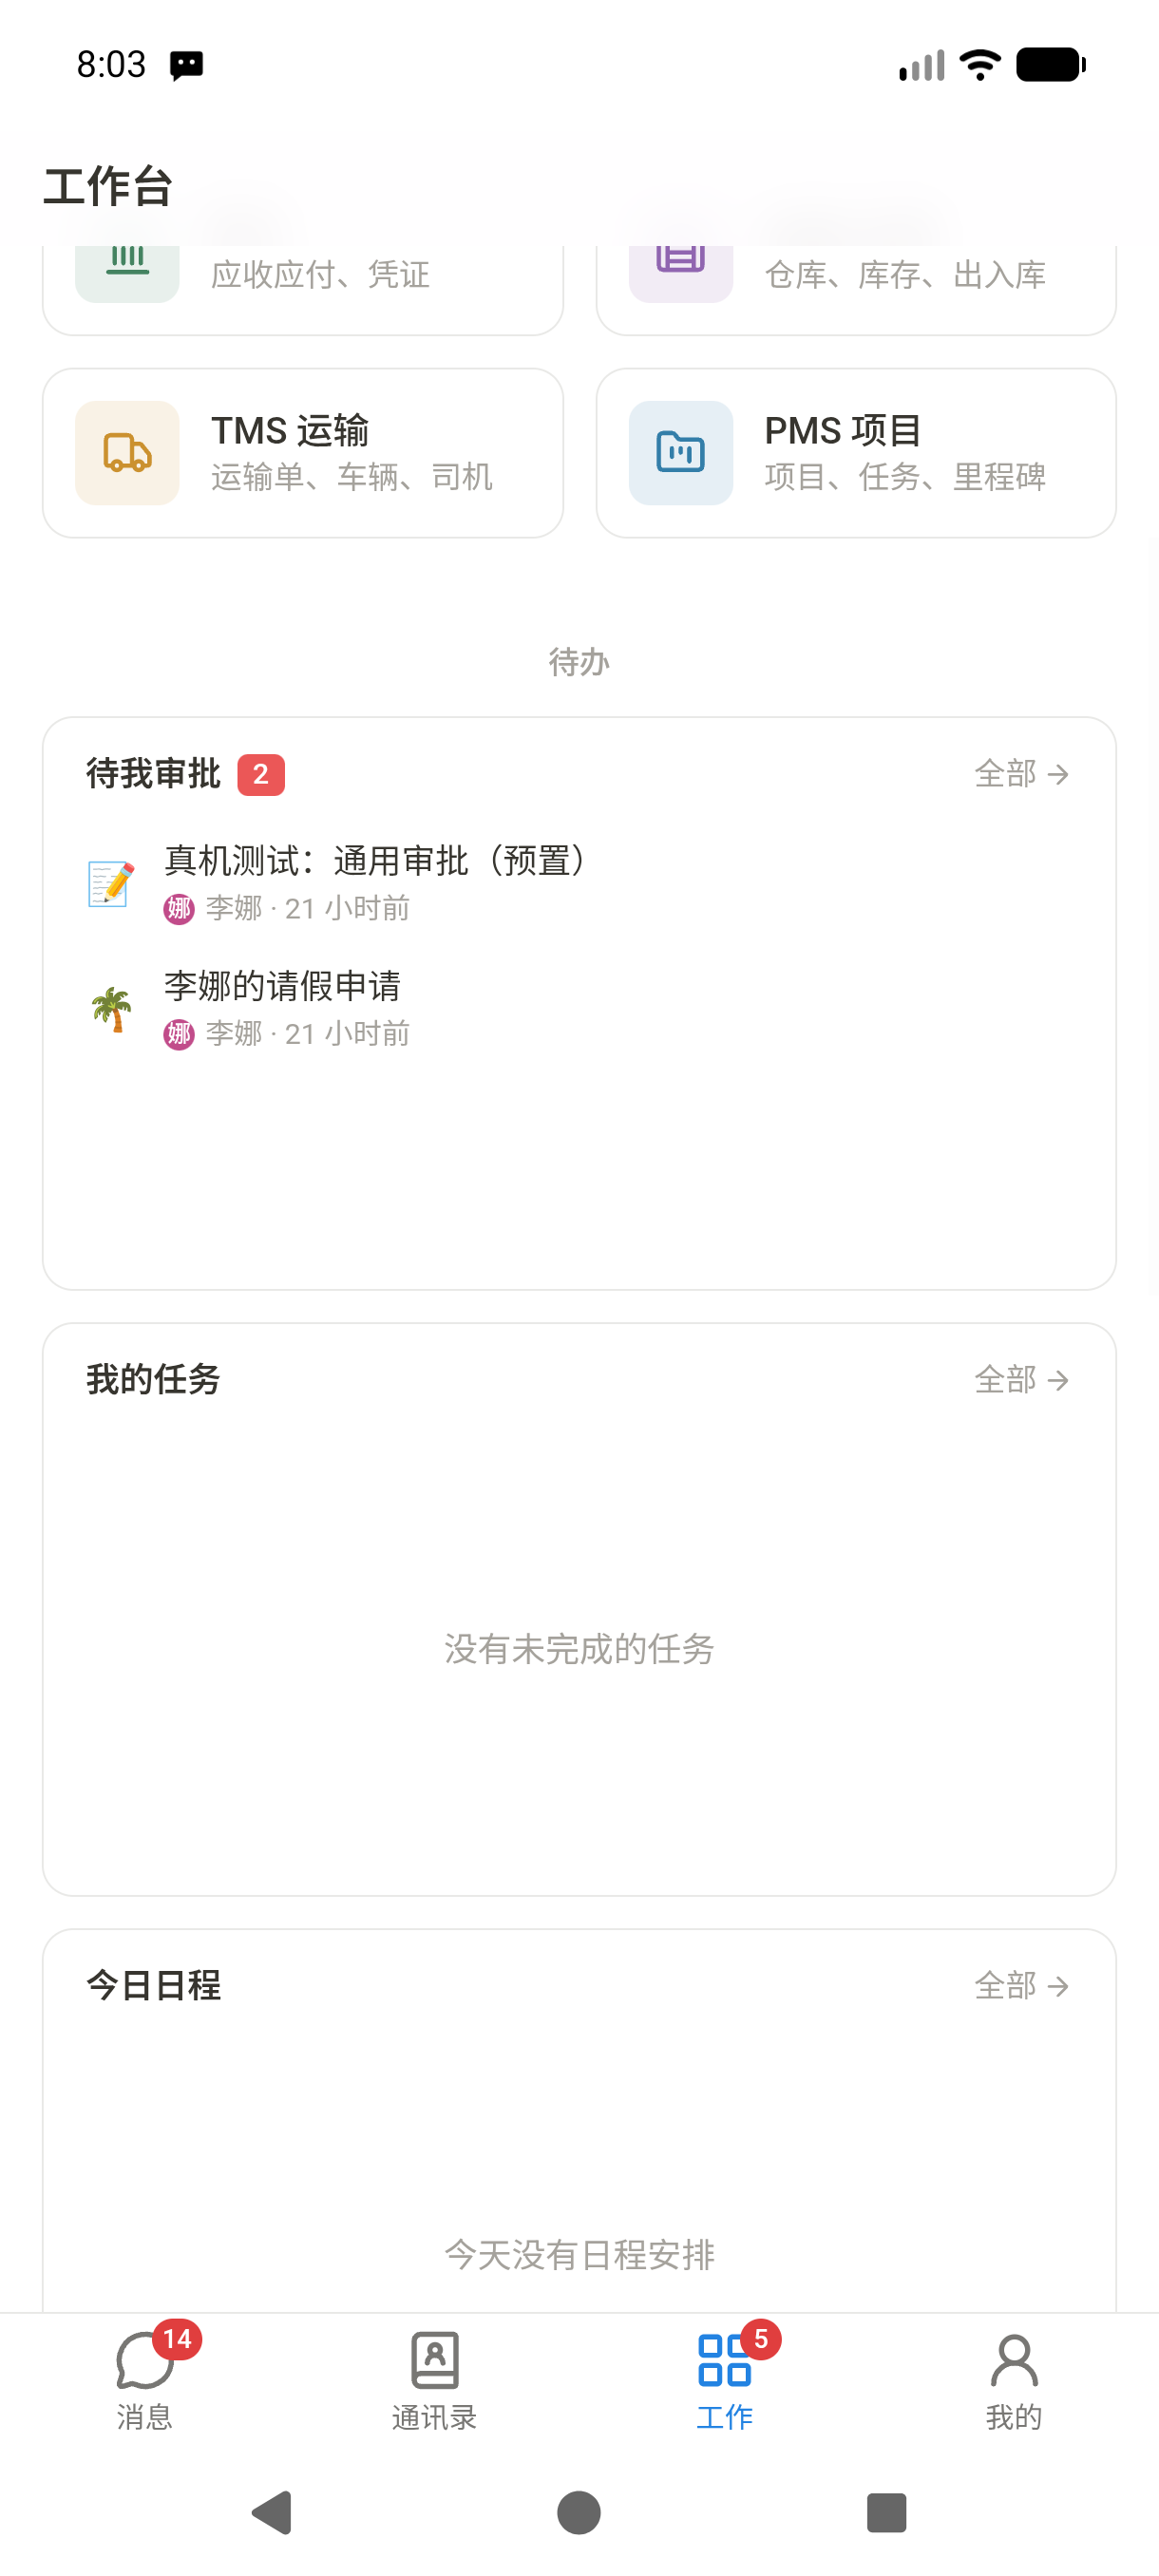 8:03
工作台
应收应付、凭证
仓库、库存、出入库
TMS 运输
运输单、车辆、司机
PMS 项目
项目、任务、里程碑
待办
待我审批 2
全部 →
真机测试：通用审批（预置）
娜 李娜 · 21 小时前
李娜的请假申请
娜 李娜 · 21 小时前
我的任务
全部 →
没有未完成的任务
今日日程
全部 →
今天没有日程安排
14
5
消息
通讯录
工作
我的